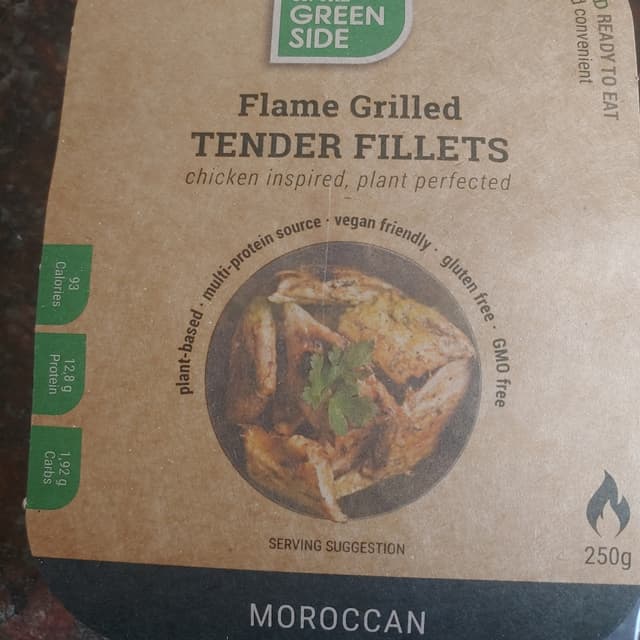 GREEN
SIDE
READY TO EAT
convenient
Flame Grilled
TENDER FILLETS
chicken inspired, plant perfected
plant-based · multi-protein source · vegan friendly · gluten free · GMO free
93
Calories
12,8 g
Protein
1,92 g
Carbs
SERVING SUGGESTION
250g
MOROCCAN